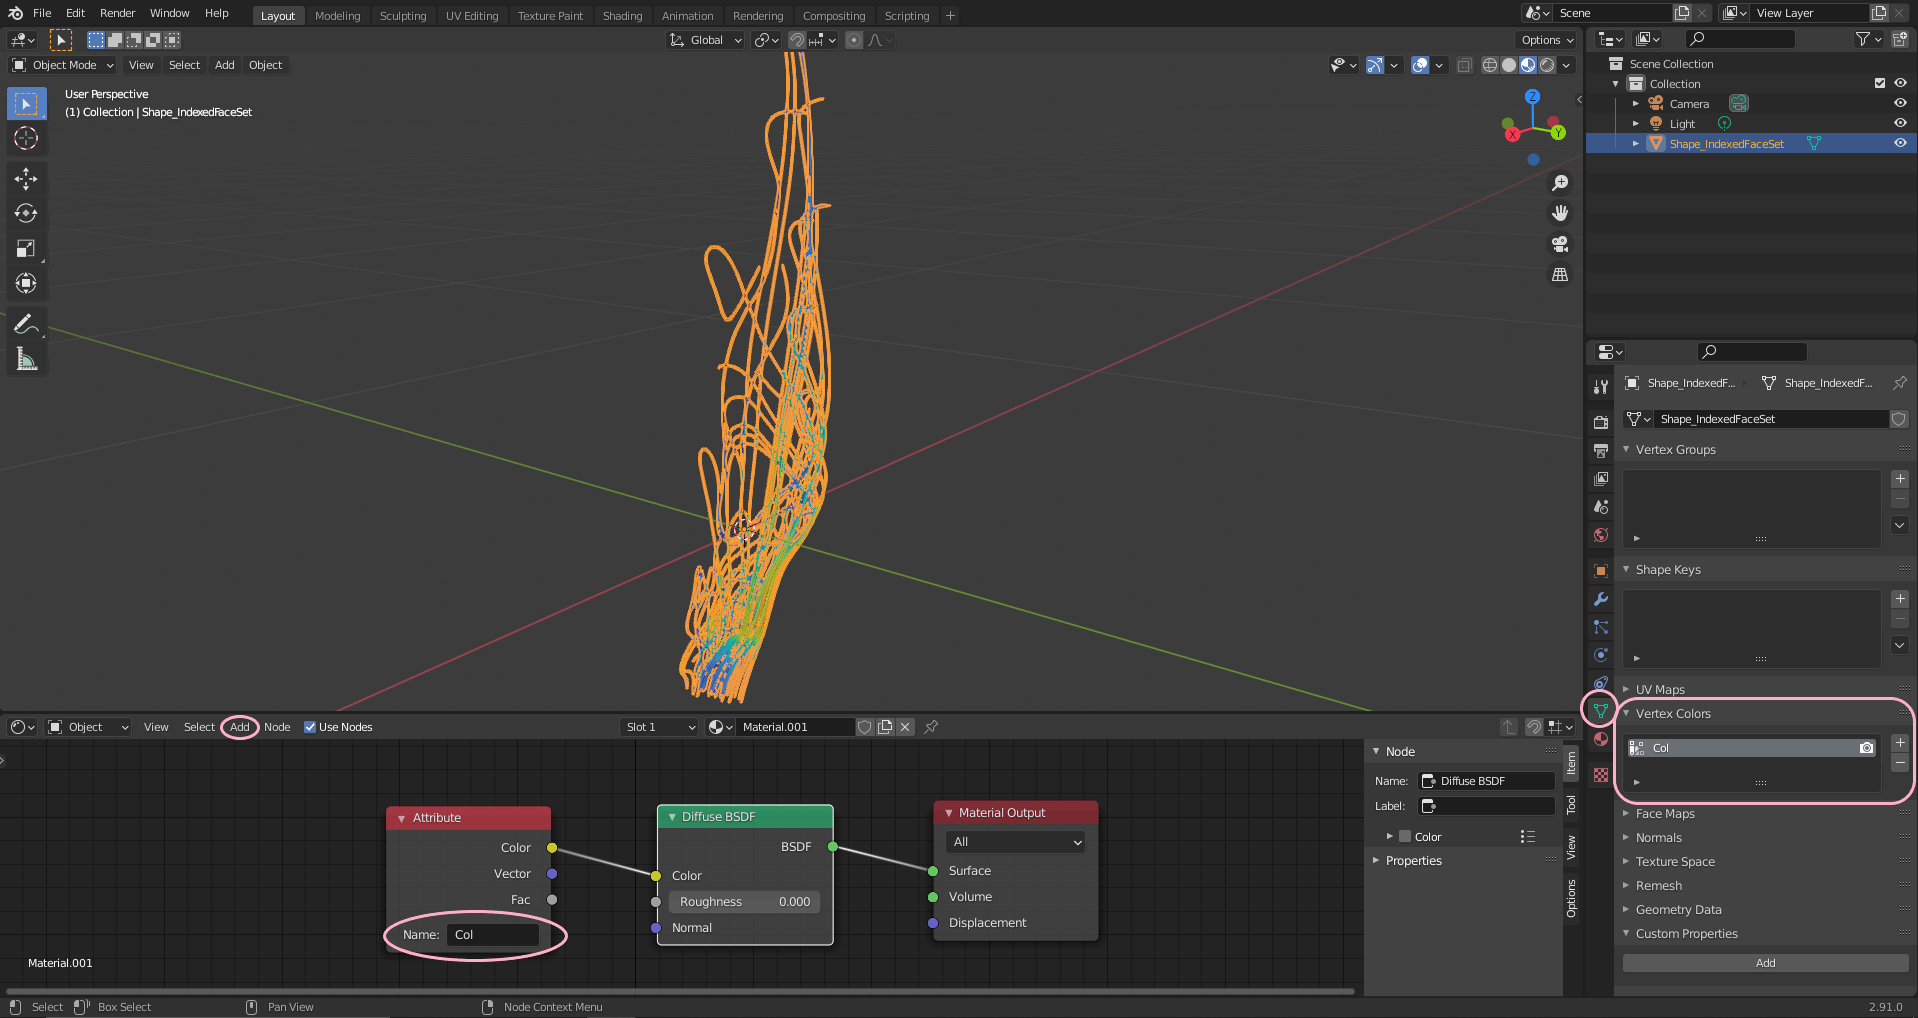 File Edit Render Window Help
Layout Modeling Sculpting UV Editing Texture Paint Shading Animation Rendering Compositing Scripting +
Scene
View Layer
Global
Options
Object Mode View Select Add Object
User Perspective
(1) Collection | Shape_IndexedFaceSet
Z
X
Y
Scene Collection
Collection
Camera
Light
Shape_IndexedFaceSet
Shape_IndexedF... Shape_IndexedF...
Shape_IndexedFaceSet
Vertex Groups
Shape Keys
UV Maps
Vertex Colors
Col
Face Maps
Normals
Texture Space
Remesh
Geometry Data
Custom Properties
Add
Object View Select Add Node Use Nodes Slot 1 Material.001
Attribute
Color
Vector
Fac
Name: Col
Diffuse BSDF
BSDF
Color
Roughness 0.000
Normal
Material Output
All
Surface
Volume
Displacement
Material.001
Node
Name: Diffuse BSDF
Label:
Color
Properties
Item
Tool
View
Options
Select Box Select Pan View Node Context Menu 2.91.0